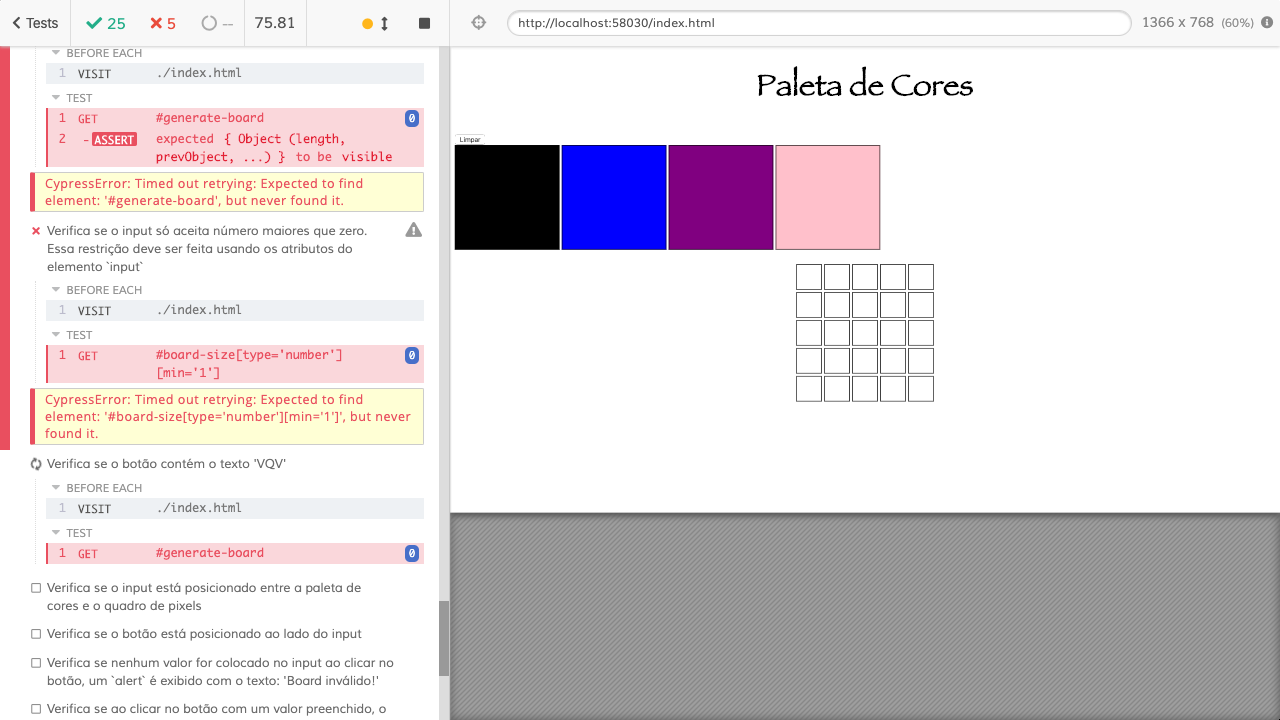 Tests
25
5
--
75.81
http://localhost:58030/index.html
1366 x 768 (60%)
BEFORE EACH
1 VISIT ./index.html
TEST
1 GET #generate-board 0
2 - ASSERT expected { Object (length,
prevObject, ...) } to be visible
CypressError: Timed out retrying: Expected to find
element: '#generate-board', but never found it.
Verifica se o input só aceita número maiores que zero.
Essa restrição deve ser feita usando os atributos do
elemento `input`
BEFORE EACH
1 VISIT ./index.html
TEST
1 GET #board-size[type='number'] 0
[min='1']
CypressError: Timed out retrying: Expected to find
element: '#board-size[type='number'][min='1']', but never
found it.
Verifica se o botão contém o texto 'VQV'
BEFORE EACH
1 VISIT ./index.html
TEST
1 GET #generate-board 0
Verifica se o input está posicionado entre a paleta de
cores e o quadro de pixels
Verifica se o botão está posicionado ao lado do input
Verifica se nenhum valor for colocado no input ao clicar no
botão, um `alert` é exibido com o texto: 'Board inválido!'
Verifica se ao clicar no botão com um valor preenchido, o
Paleta de Cores
Limpar